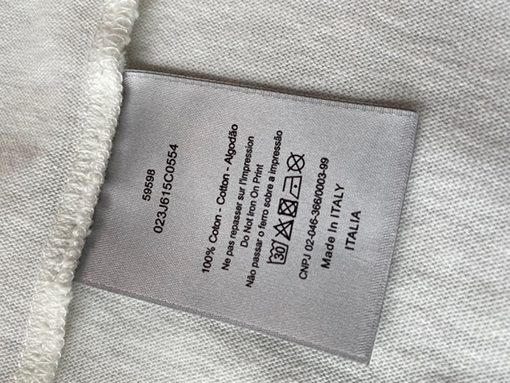 59598
023J615C0554
100% Coton - Cotton - Algodão
Ne pas repasser sur l'impression
Do Not Iron On Print
Não passar o ferro sobre a impressão
30
CNPJ 02-046-366/0003-99
Made In ITALY
ITALIA